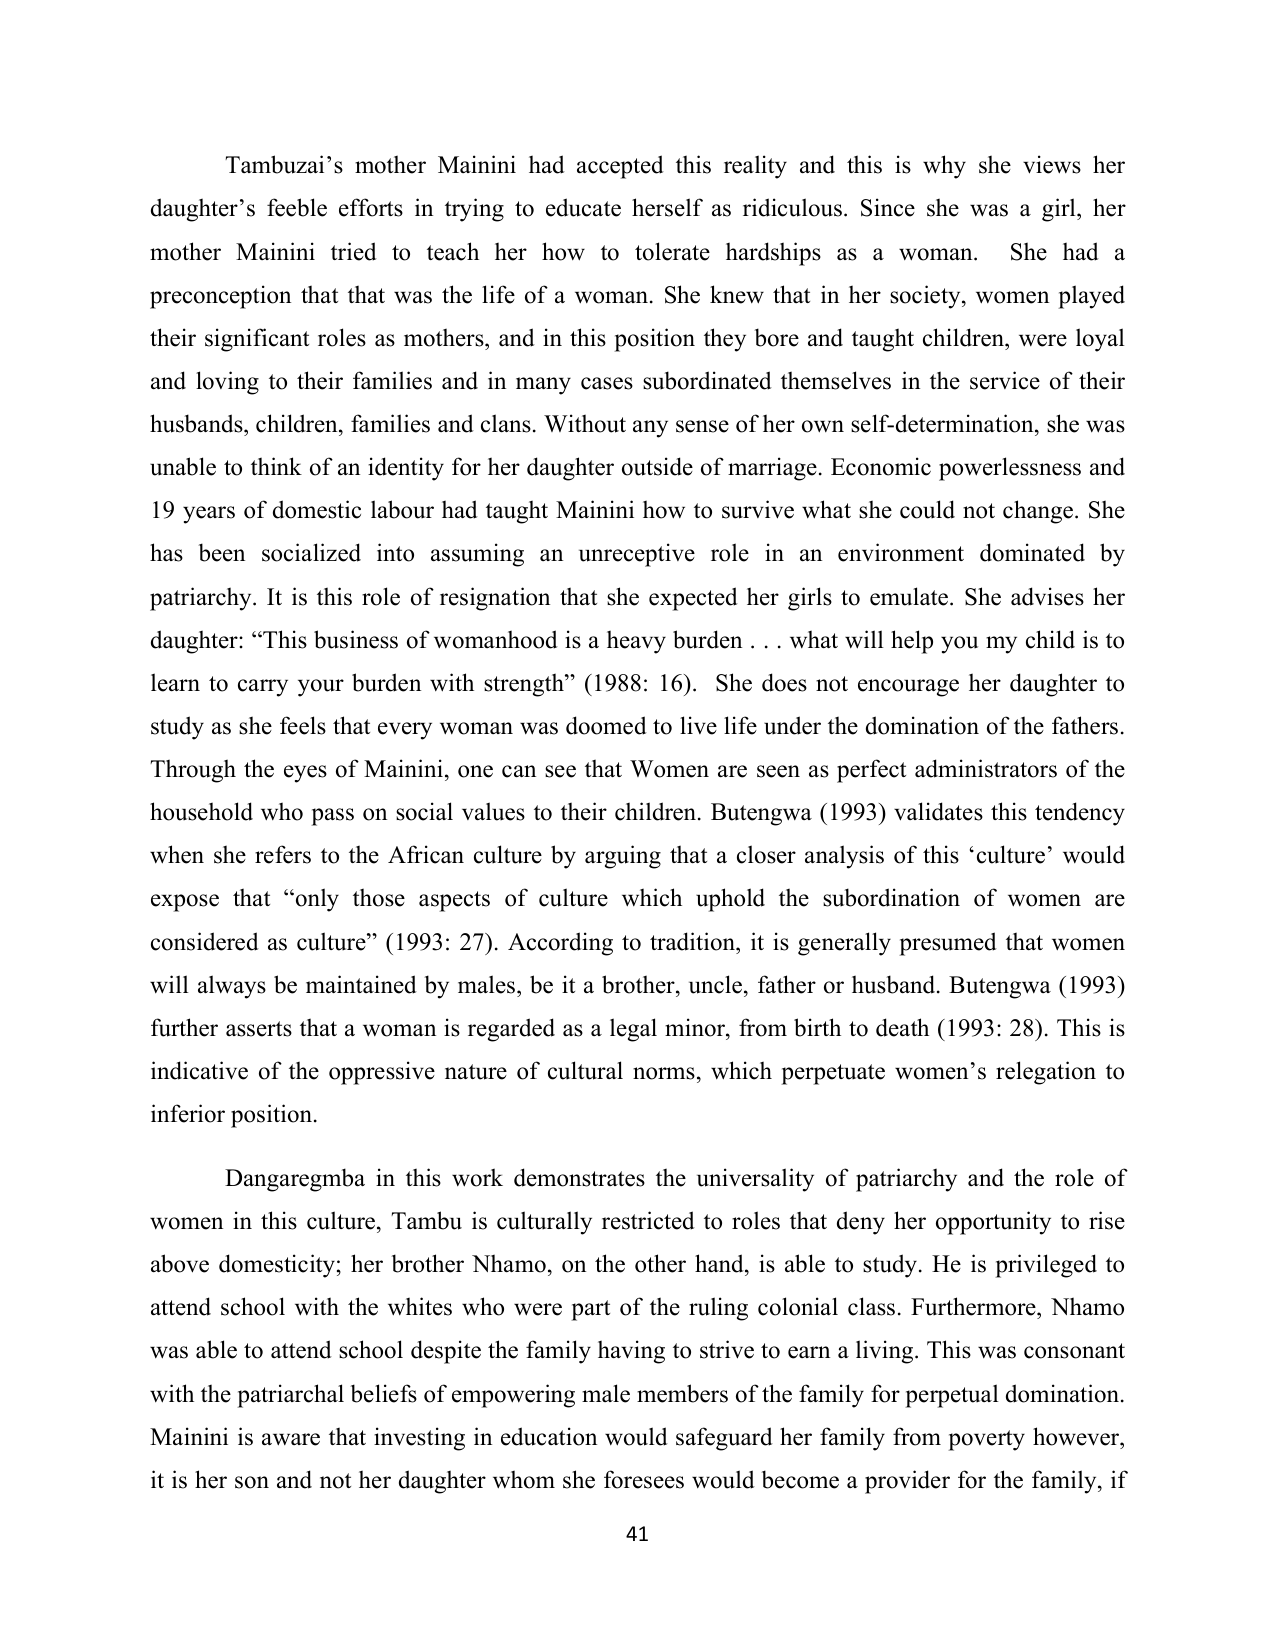 Tambuzai’s mother Mainini had accepted this reality and this is why she views her
daughter’s feeble efforts in trying to educate herself as ridiculous. Since she was a girl, her
mother Mainini tried to teach her how to tolerate hardships as a woman.  She had a
preconception that that was the life of a woman. She knew that in her society, women played
their significant roles as mothers, and in this position they bore and taught children, were loyal
and loving to their families and in many cases subordinated themselves in the service of their
husbands, children, families and clans. Without any sense of her own self-determination, she was
unable to think of an identity for her daughter outside of marriage. Economic powerlessness and
19 years of domestic labour had taught Mainini how to survive what she could not change. She
has been socialized into assuming an unreceptive role in an environment dominated by
patriarchy. It is this role of resignation that she expected her girls to emulate. She advises her
daughter: “This business of womanhood is a heavy burden . . . what will help you my child is to
learn to carry your burden with strength” (1988: 16).  She does not encourage her daughter to
study as she feels that every woman was doomed to live life under the domination of the fathers.
Through the eyes of Mainini, one can see that Women are seen as perfect administrators of the
household who pass on social values to their children. Butengwa (1993) validates this tendency
when she refers to the African culture by arguing that a closer analysis of this ‘culture’ would
expose that “only those aspects of culture which uphold the subordination of women are
considered as culture” (1993: 27). According to tradition, it is generally presumed that women
will always be maintained by males, be it a brother, uncle, father or husband. Butengwa (1993)
further asserts that a woman is regarded as a legal minor, from birth to death (1993: 28). This is
indicative of the oppressive nature of cultural norms, which perpetuate women’s relegation to
inferior position.
Dangaregmba in this work demonstrates the universality of patriarchy and the role of
women in this culture, Tambu is culturally restricted to roles that deny her opportunity to rise
above domesticity; her brother Nhamo, on the other hand, is able to study. He is privileged to
attend school with the whites who were part of the ruling colonial class. Furthermore, Nhamo
was able to attend school despite the family having to strive to earn a living. This was consonant
with the patriarchal beliefs of empowering male members of the family for perpetual domination.
Mainini is aware that investing in education would safeguard her family from poverty however,
it is her son and not her daughter whom she foresees would become a provider for the family, if
41